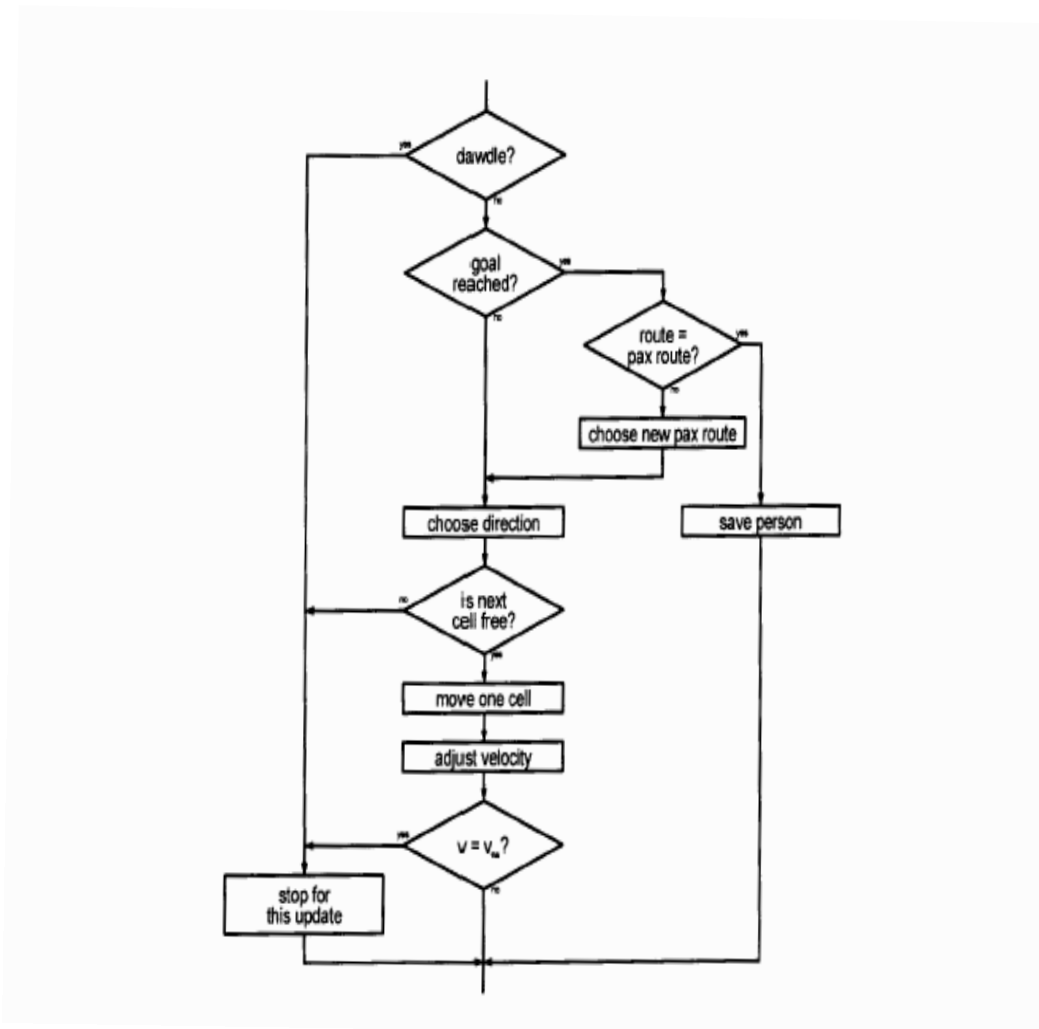 dawdle?
yes
no
goal
reached?
yes
no
route =
pax route?
yes
no
choose new pax route
choose direction
save person
is next
cell free?
no
yes
move one cell
adjust velocity
v = v
?
yes
no
stop for
this update